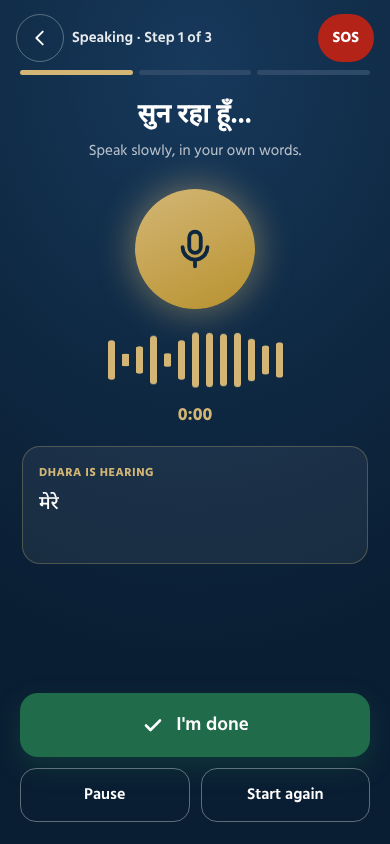 Speaking · Step 1 of 3
SOS
सुन रहा हूँ...
Speak slowly, in your own words.
0:00
DHARA IS HEARING
मेरे
I'm done
Pause
Start again